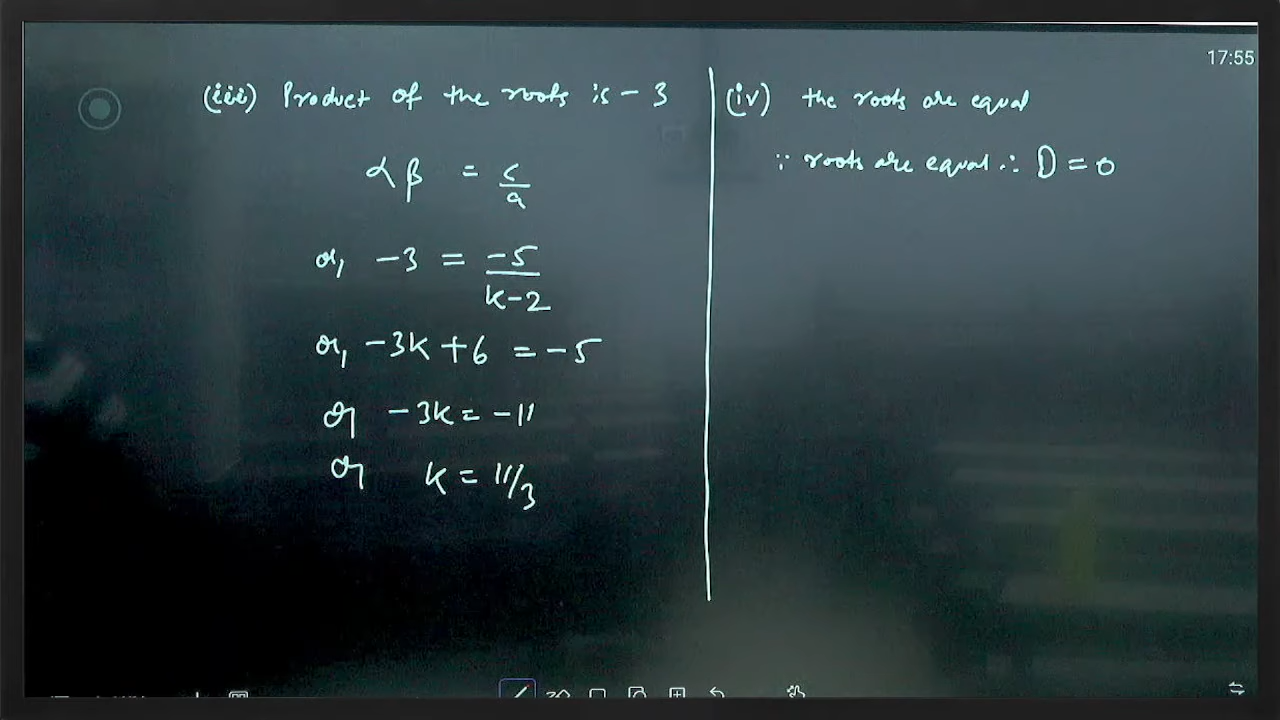 17:55
(iii) Product of the roots is - 3
αβ = c/a
or, -3 = -5/k-2
or, -3k + 6 = -5
or -3k = -11
or k = 11/3
(iv) the roots are equal
∵ roots are equal ∴ D = 0